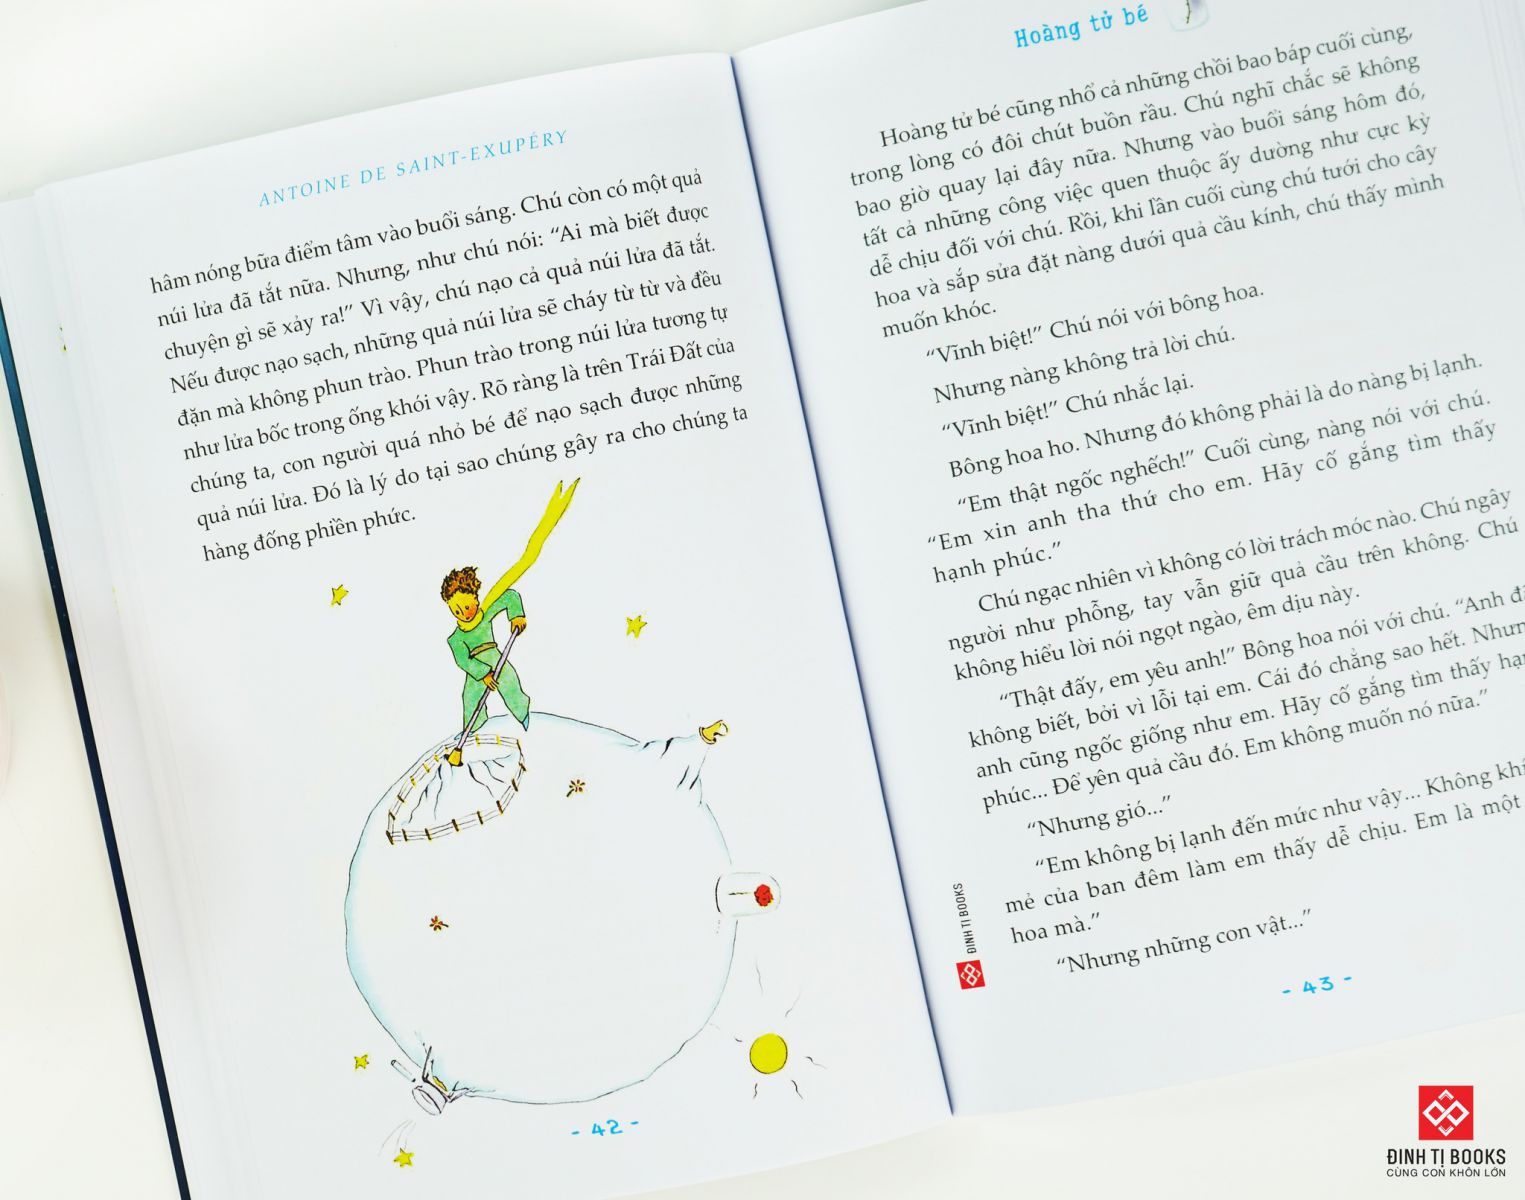 ANTOINE DE SAINT-EXUPÉRY
hâm nóng bữa điểm tâm vào buổi sáng. Chú còn có một quả
núi lửa đã tắt nữa. Nhưng, như chú nói: “Ai mà biết được
chuyện gì sẽ xảy ra!” Vì vậy, chú nạo cả quả núi lửa đã tắt.
Nếu được nạo sạch, những quả núi lửa sẽ cháy từ từ và đều
đặn mà không phun trào. Phun trào trong núi lửa tương tự
như lửa bốc trong ống khói vậy. Rõ ràng là trên Trái Đất của
chúng ta, con người quá nhỏ bé để nạo sạch được những
quả núi lửa. Đó là lý do tại sao chúng gây ra cho chúng ta
hàng đống phiền phức.
- 42 -
Hoàng tử bé
Hoàng tử bé cũng nhổ cả những chồi bao báp cuối cùng,
trong lòng có đôi chút buồn rầu. Chú nghĩ chắc sẽ không
bao giờ quay lại đây nữa. Nhưng vào buổi sáng hôm đó,
tất cả những công việc quen thuộc ấy dường như cực kỳ
dễ chịu đối với chú. Rồi, khi lần cuối cùng chú tưới cho cây
hoa và sắp sửa đặt nàng dưới quả cầu kính, chú thấy mình
muốn khóc.
“Vĩnh biệt!” Chú nói với bông hoa.
Nhưng nàng không trả lời chú.
“Vĩnh biệt!” Chú nhắc lại.
Bông hoa ho. Nhưng đó không phải là do nàng bị lạnh.
“Em thật ngốc nghếch!” Cuối cùng, nàng nói với chú.
“Em xin anh tha thứ cho em. Hãy cố gắng tìm thấy
hạnh phúc.”
Chú ngạc nhiên vì không có lời trách móc nào. Chú ngây
người như phỗng, tay vẫn giữ quả cầu trên không. Chú
không hiểu lời nói ngọt ngào, êm dịu này.
“Thật đấy, em yêu anh!” Bông hoa nói với chú. “Anh đã
không biết, bởi vì lỗi tại em. Cái đó chẳng sao hết. Nhưn
anh cũng ngốc giống như em. Hãy cố gắng tìm thấy hạn
phúc... Để yên quả cầu đó. Em không muốn nó nữa.”
“Nhưng gió...”
“Em không bị lạnh đến mức như vậy... Không khí
mẻ của ban đêm làm em thấy dễ chịu. Em là một
hoa mà.”
“Nhưng những con vật...”
ĐINH TỊ BOOKS
- 43 -
ĐINH TỊ BOOKS
CÙNG CON KHÔN LỚN